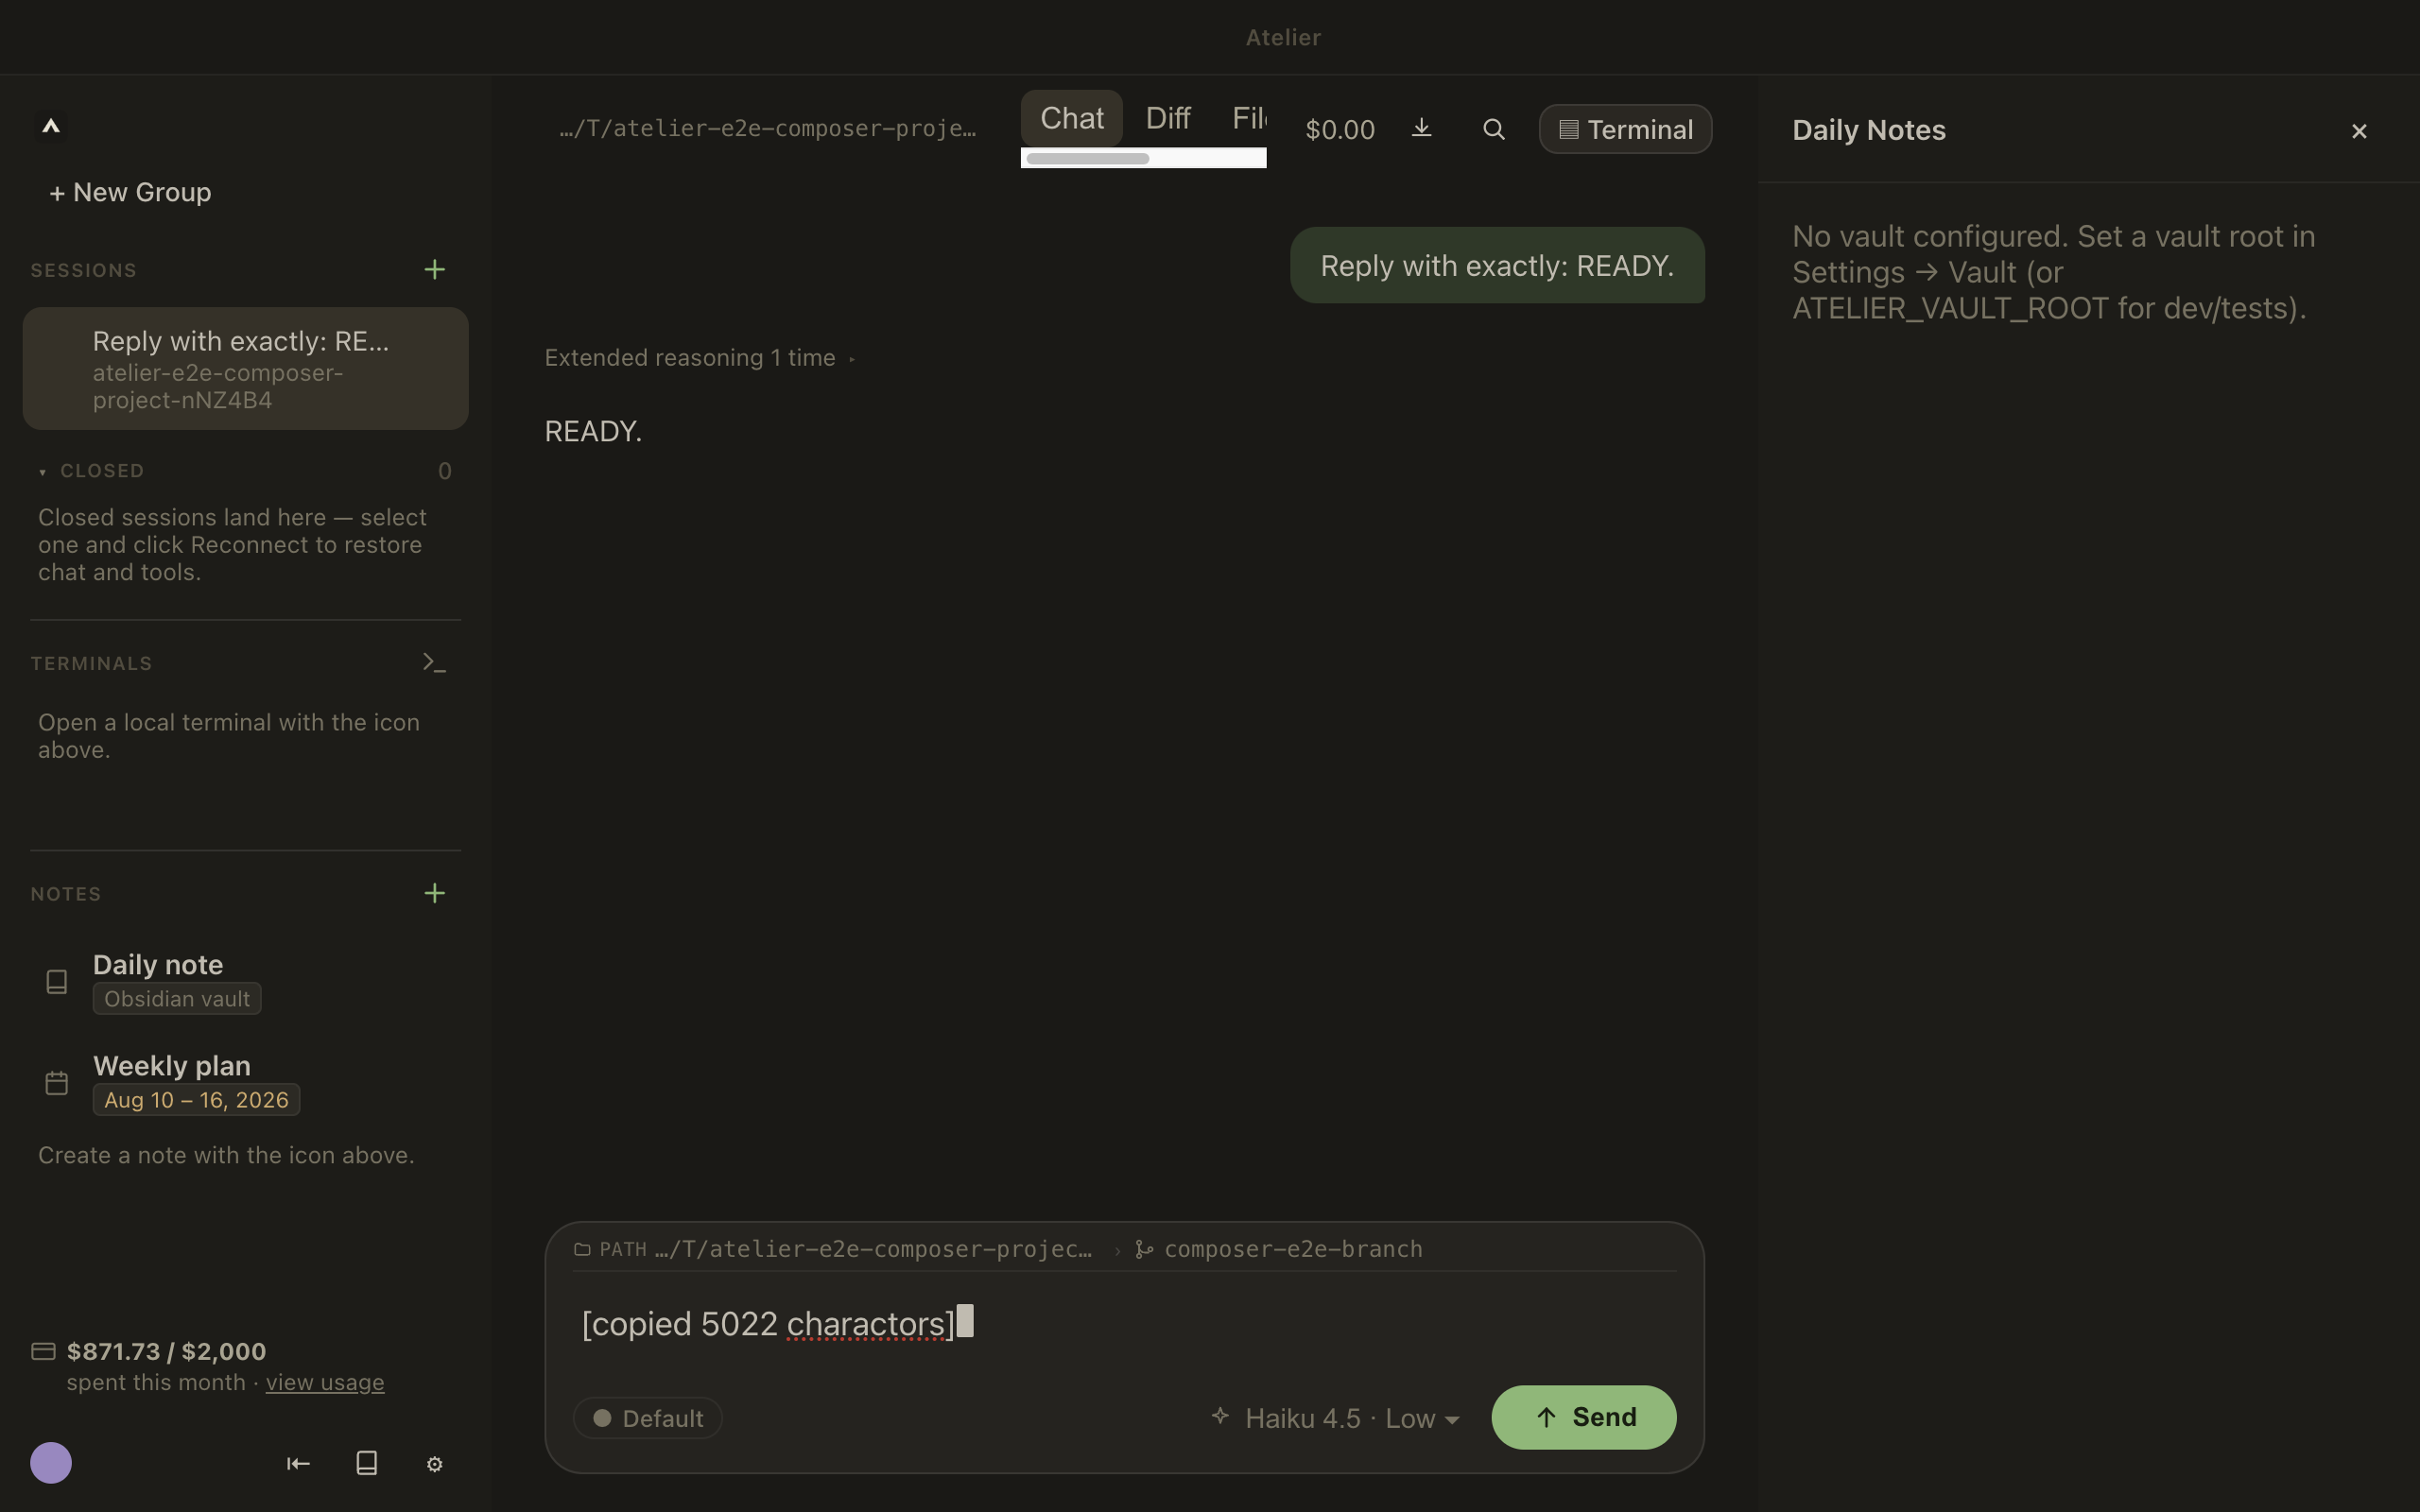 Atelier
+ New Group
SESSIONS
Reply with exactly: RE...
atelier-e2e-composer-
project-nNZ4B4
CLOSED 0
Closed sessions land here — select
one and click Reconnect to restore
chat and tools.
TERMINALS
Open a local terminal with the icon
above.
NOTES
Daily note
Obsidian vault
Weekly plan
Aug 10 – 16, 2026
Create a note with the icon above.
$871.73 / $2,000
spent this month · view usage
…/T/atelier-e2e-composer-proje… Chat Diff $0.00 Terminal
Reply with exactly: READY.
Extended reasoning 1 time
READY.
PATH …/T/atelier-e2e-composer-projec… › composer-e2e-branch
[copied 5022 charactors]
Default Haiku 4.5 · Low Send
Daily Notes
No vault configured. Set a vault root in
Settings → Vault (or
ATELIER_VAULT_ROOT for dev/tests).